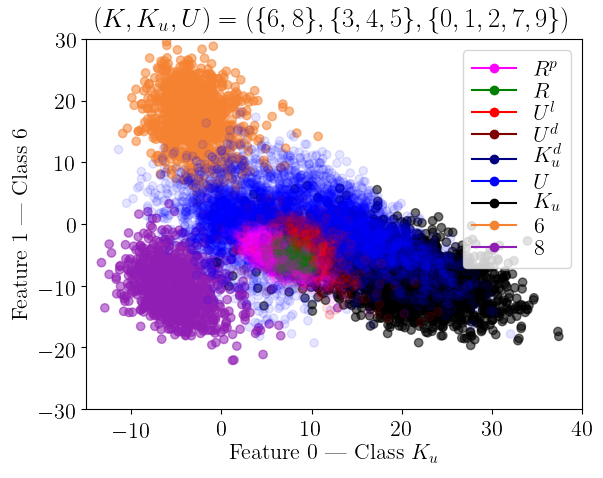 (K, K_u, U) = ({6, 8}, {3, 4, 5}, {0, 1, 2, 7, 9})
30
20
10
0
−10
−20
−30
Feature 1 — Class 6
R^p
R
U^l
U^d
K_u^d
U
K_u
6
8
−10
0
10
20
30
40
Feature 0 — Class K_u